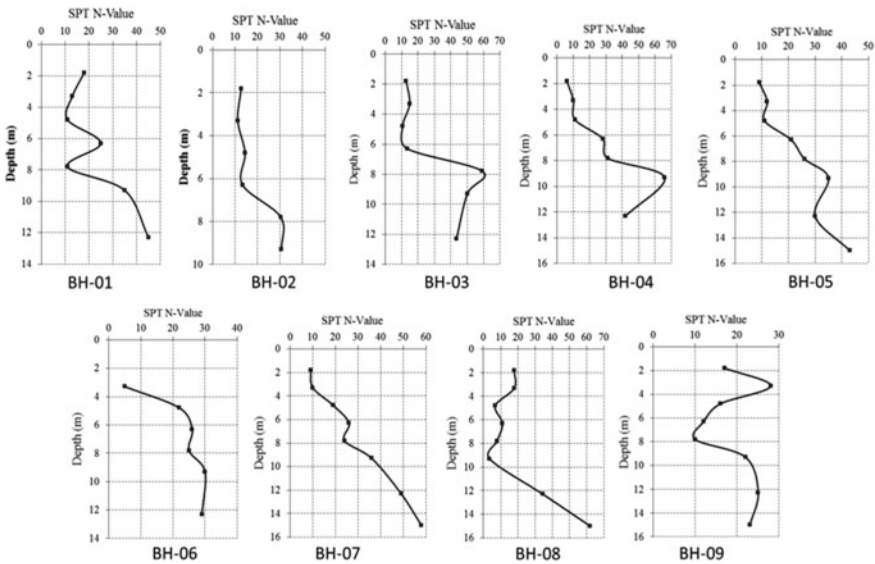 SPT N-Value
0 10 20 30 40 50
0
2
4
6
8
10
12
14
Depth (m)
BH-01
SPT N-Value
0 10 20 30 40 50
0
2
4
6
8
10
Depth (m)
BH-02
SPT N-Value
0 10 20 30 40 50 60 70
0
2
4
6
8
10
12
14
Depth (m)
BH-03
SPT N-Value
0 10 20 30 40 50 60 70
0
2
4
6
8
10
12
14
16
Depth (m)
BH-04
SPT N-Value
0 10 20 30 40 50
0
2
4
6
8
10
12
14
16
Depth (m)
BH-05
SPT N-Value
0 10 20 30 40
0
2
4
6
8
10
12
14
Depth (m)
BH-06
SPT N-Value
0 10 20 30 40 50 60
0
2
4
6
8
10
12
14
16
Depth (m)
BH-07
SPT N-Value
0 10 20 30 40 50 60 70
0
2
4
6
8
10
12
14
16
Depth (m)
BH-08
SPT N-Value
0 10 20 30
0
2
4
6
8
10
12
14
16
Depth (m)
BH-09